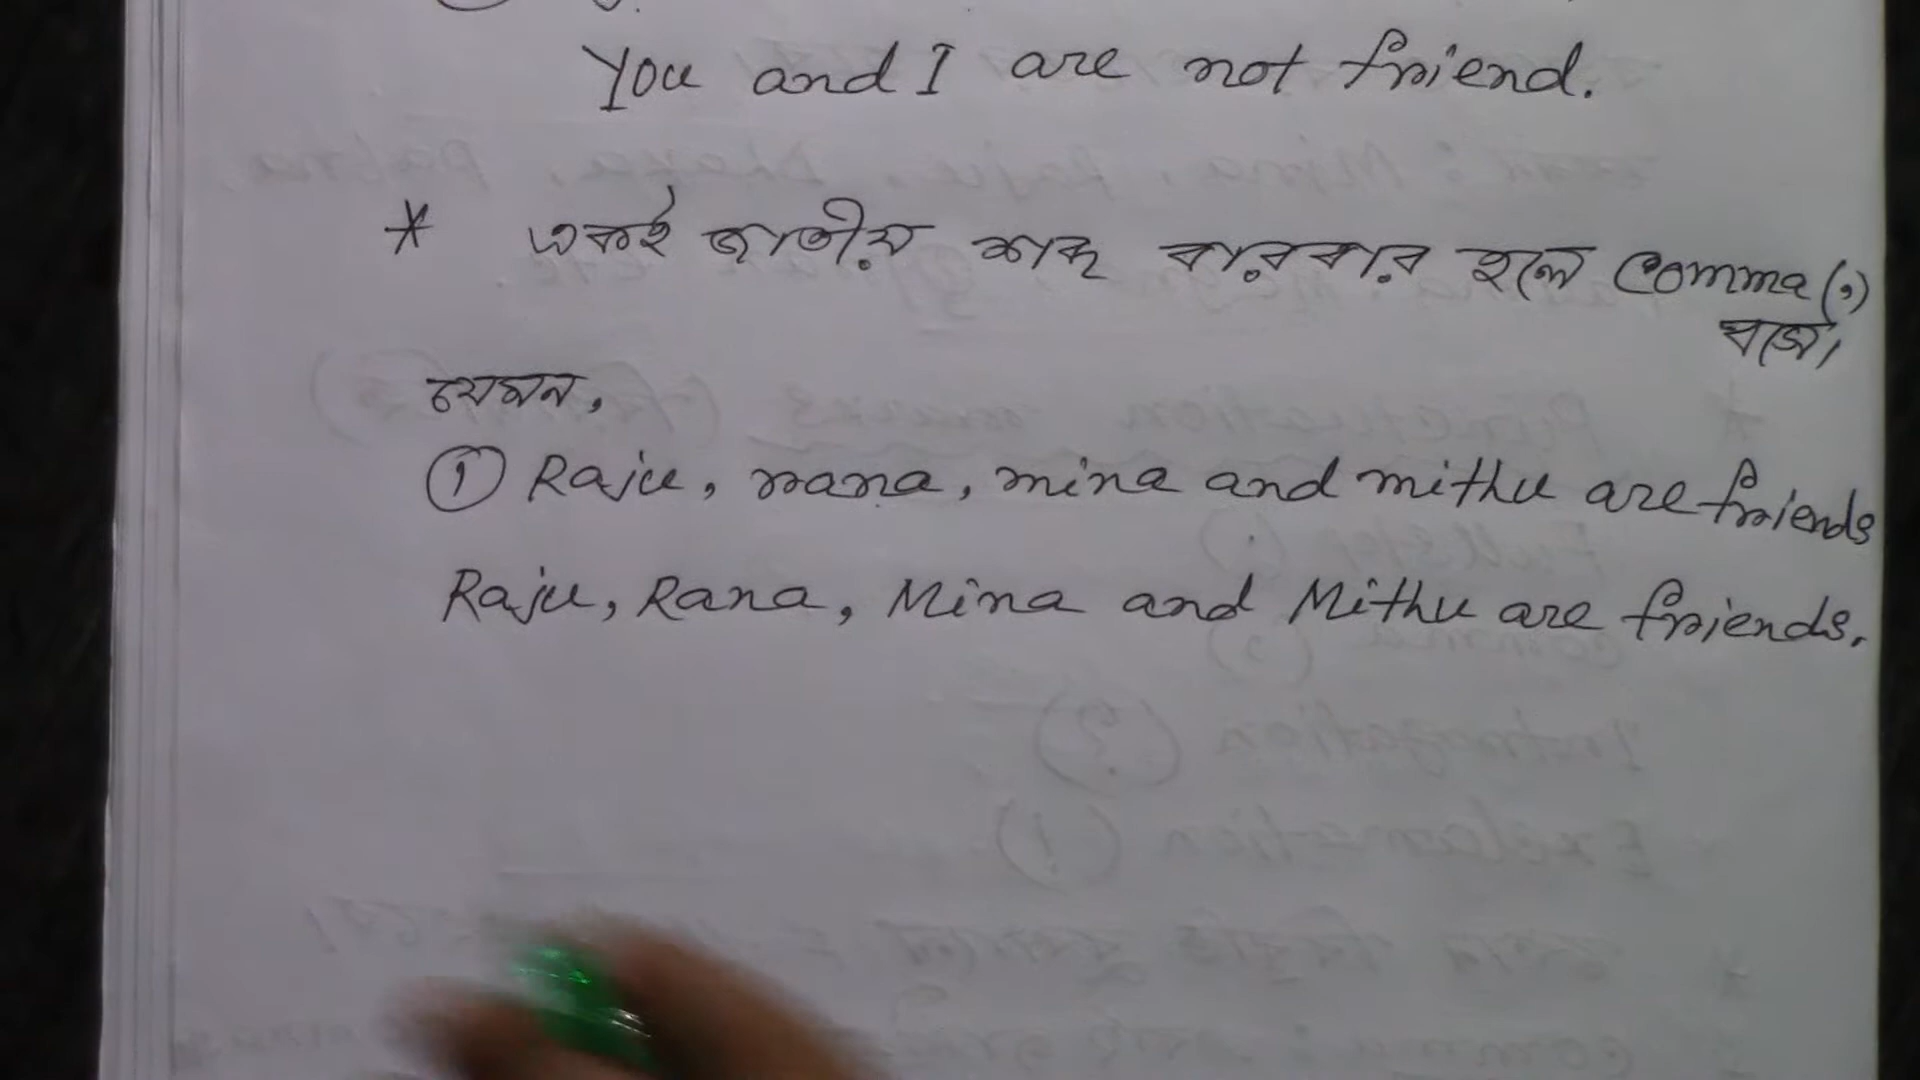 You and I are not friend.
* একই জাতীয় শব্দ বারবার হলে Comma (,)
বসে।
যেমন,
① Raju, rana, mina and mithu are friends
Raju, Rana, Mina and Mithu are friends.